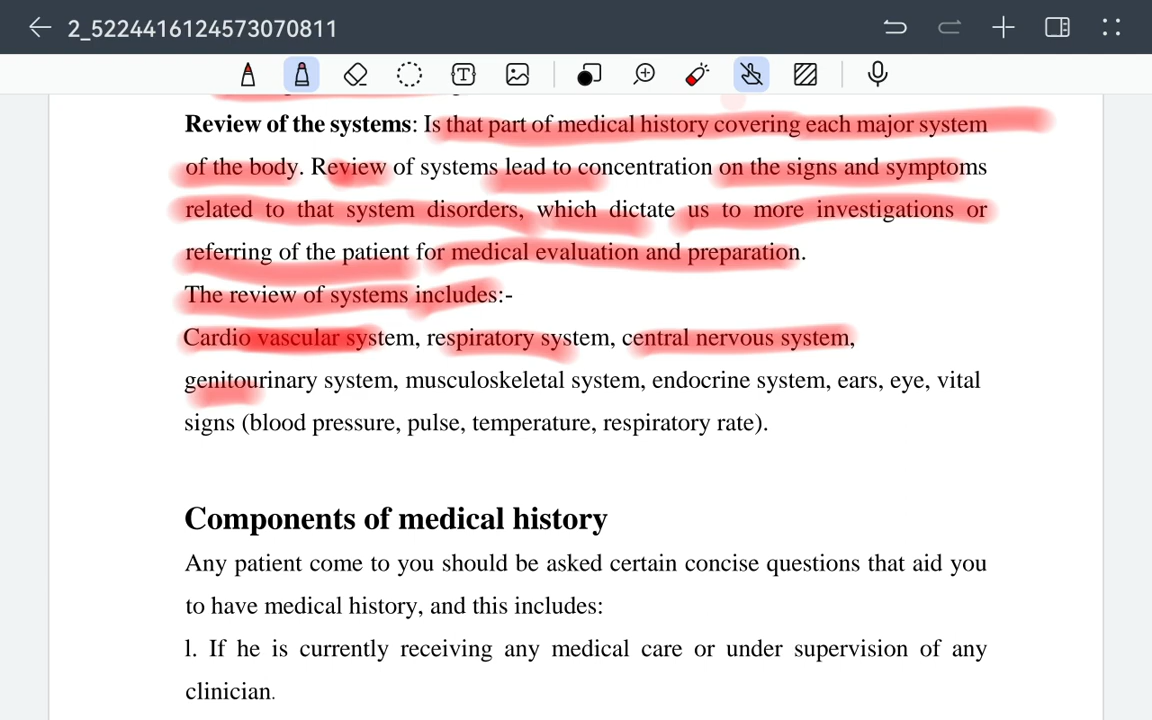 2_5224416124573070811
Review of the systems: Is that part of medical history covering each major system
of the body. Review of systems lead to concentration on the signs and symptoms
related to that system disorders, which dictate us to more investigations or
referring of the patient for medical evaluation and preparation.
The review of systems includes:-
Cardio vascular system, respiratory system, central nervous system,
genitourinary system, musculoskeletal system, endocrine system, ears, eye, vital
signs (blood pressure, pulse, temperature, respiratory rate).
Components of medical history
Any patient come to you should be asked certain concise questions that aid you
to have medical history, and this includes:
l. If he is currently receiving any medical care or under supervision of any
clinician.